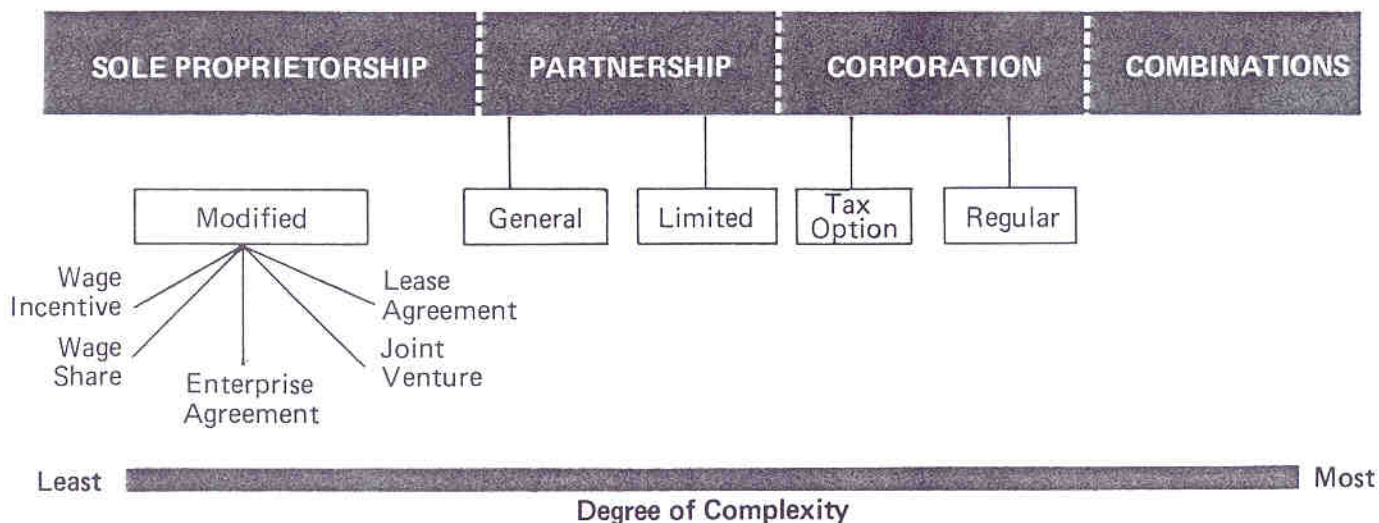 SOLE PROPRIETORSHIP PARTNERSHIP CORPORATION COMBINATIONS
Modified
General
Limited
Tax
Option
Regular
Wage
Incentive
Wage
Share
Enterprise
Agreement
Joint
Venture
Lease
Agreement
Least
Most
Degree of Complexity